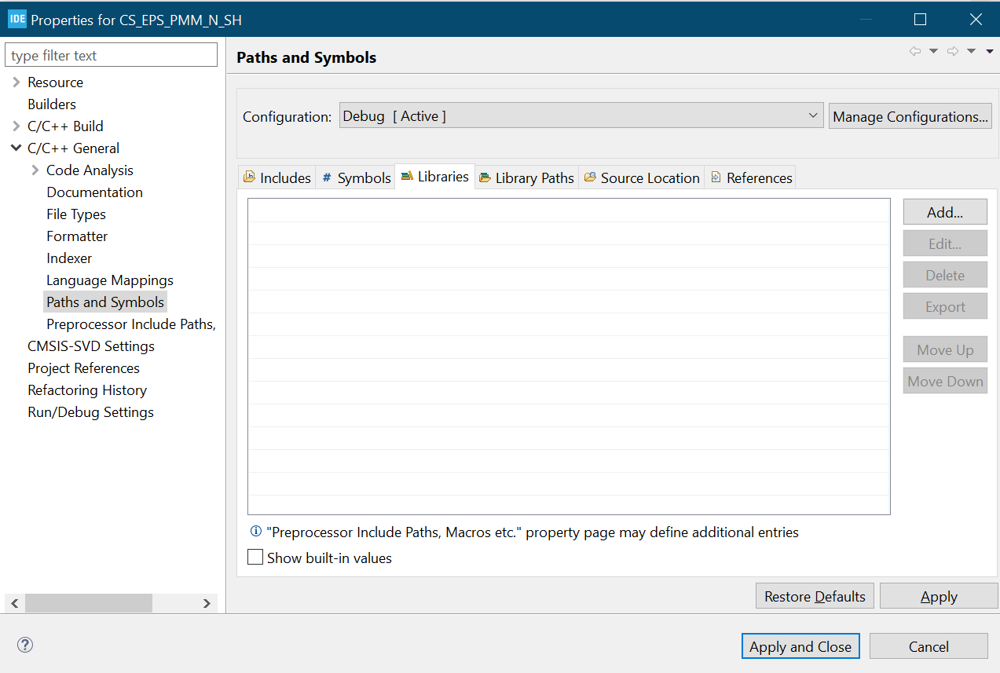 IDE Properties for CS_EPS_PMM_N_SH
type filter text
Resource
Builders
C/C++ Build
C/C++ General
Code Analysis
Documentation
File Types
Formatter
Indexer
Language Mappings
Paths and Symbols
Preprocessor Include Paths,
CMSIS-SVD Settings
Project References
Refactoring History
Run/Debug Settings
Paths and Symbols
Configuration: Debug [ Active ] Manage Configurations...
Includes # Symbols Libraries Library Paths Source Location References
Add...
Edit...
Delete
Export
Move Up
Move Down
"Preprocessor Include Paths, Macros etc." property page may define additional entries
Show built-in values
Restore Defaults Apply
Apply and Close Cancel